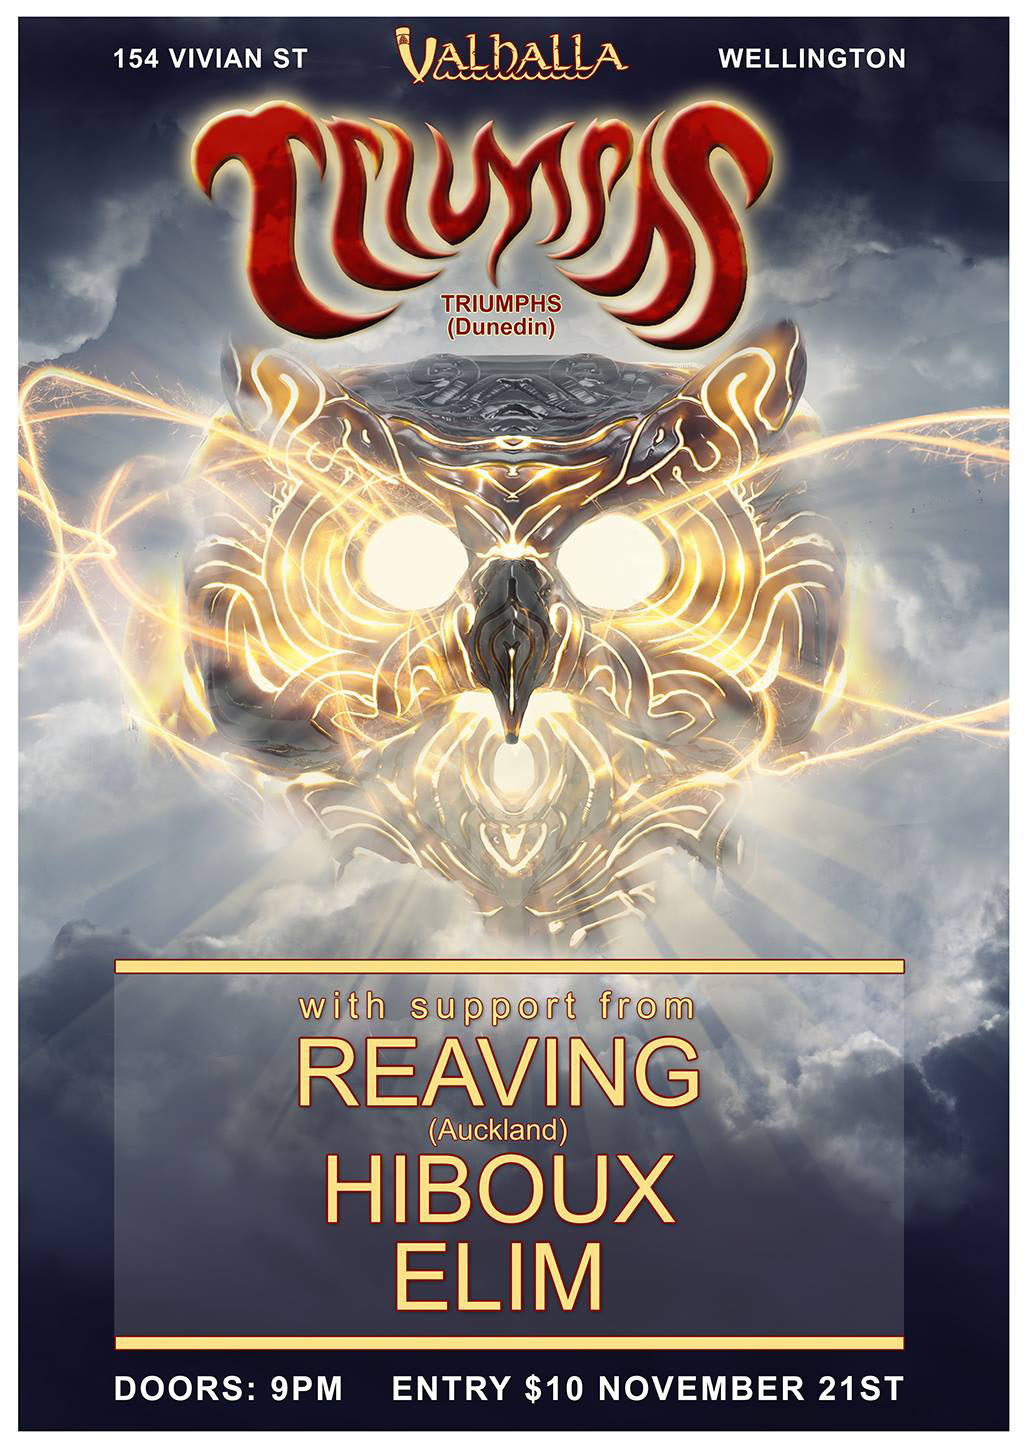 154 VIVIAN ST VALHALLA WELLINGTON
TRIUMPHS
TRIUMPHS
(Dunedin)
with support from
REAVING
(Auckland)
HIBOUX
ELIM
DOORS: 9PM ENTRY $10 NOVEMBER 21ST